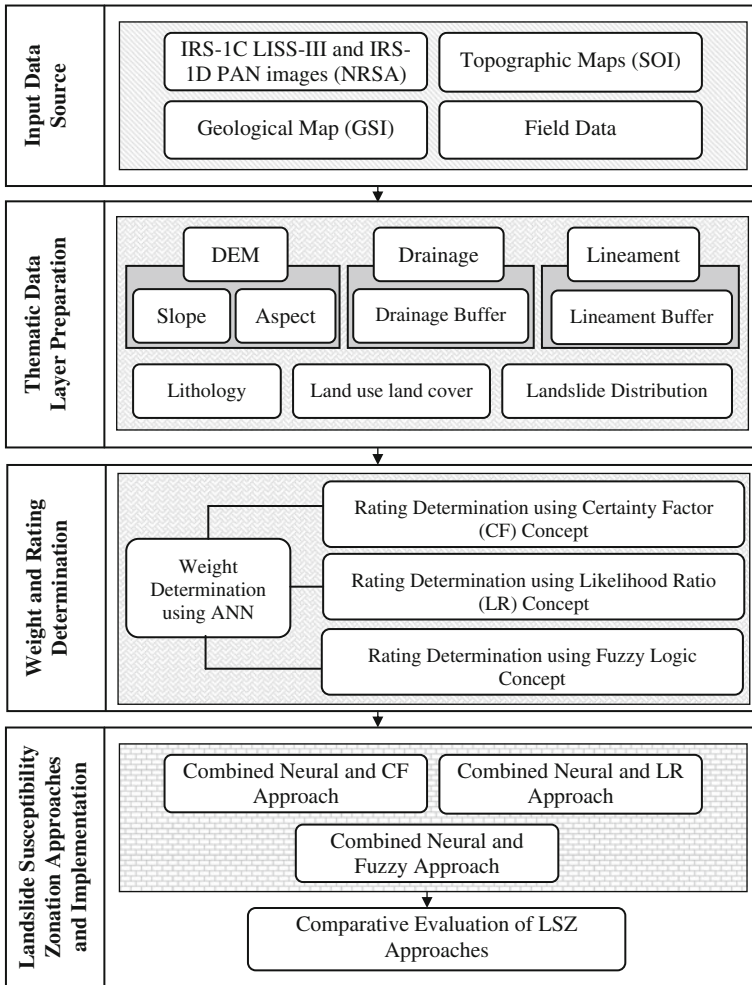 Input Data
Source
IRS-1C LISS-III and IRS-
1D PAN images (NRSA)
Topographic Maps (SOI)
Geological Map (GSI)
Field Data
Thematic Data
Layer Preparation
DEM
Drainage
Lineament
Slope
Aspect
Drainage Buffer
Lineament Buffer
Lithology
Land use land cover
Landslide Distribution
Weight and Rating
Determination
Weight
Determination
using ANN
Rating Determination using Certainty Factor
(CF) Concept
Rating Determination using Likelihood Ratio
(LR) Concept
Rating Determination using Fuzzy Logic
Concept
Landslide Susceptibility
Zonation Approaches
and Implementation
Combined Neural and CF
Approach
Combined Neural and LR
Approach
Combined Neural and
Fuzzy Approach
Comparative Evaluation of LSZ
Approaches